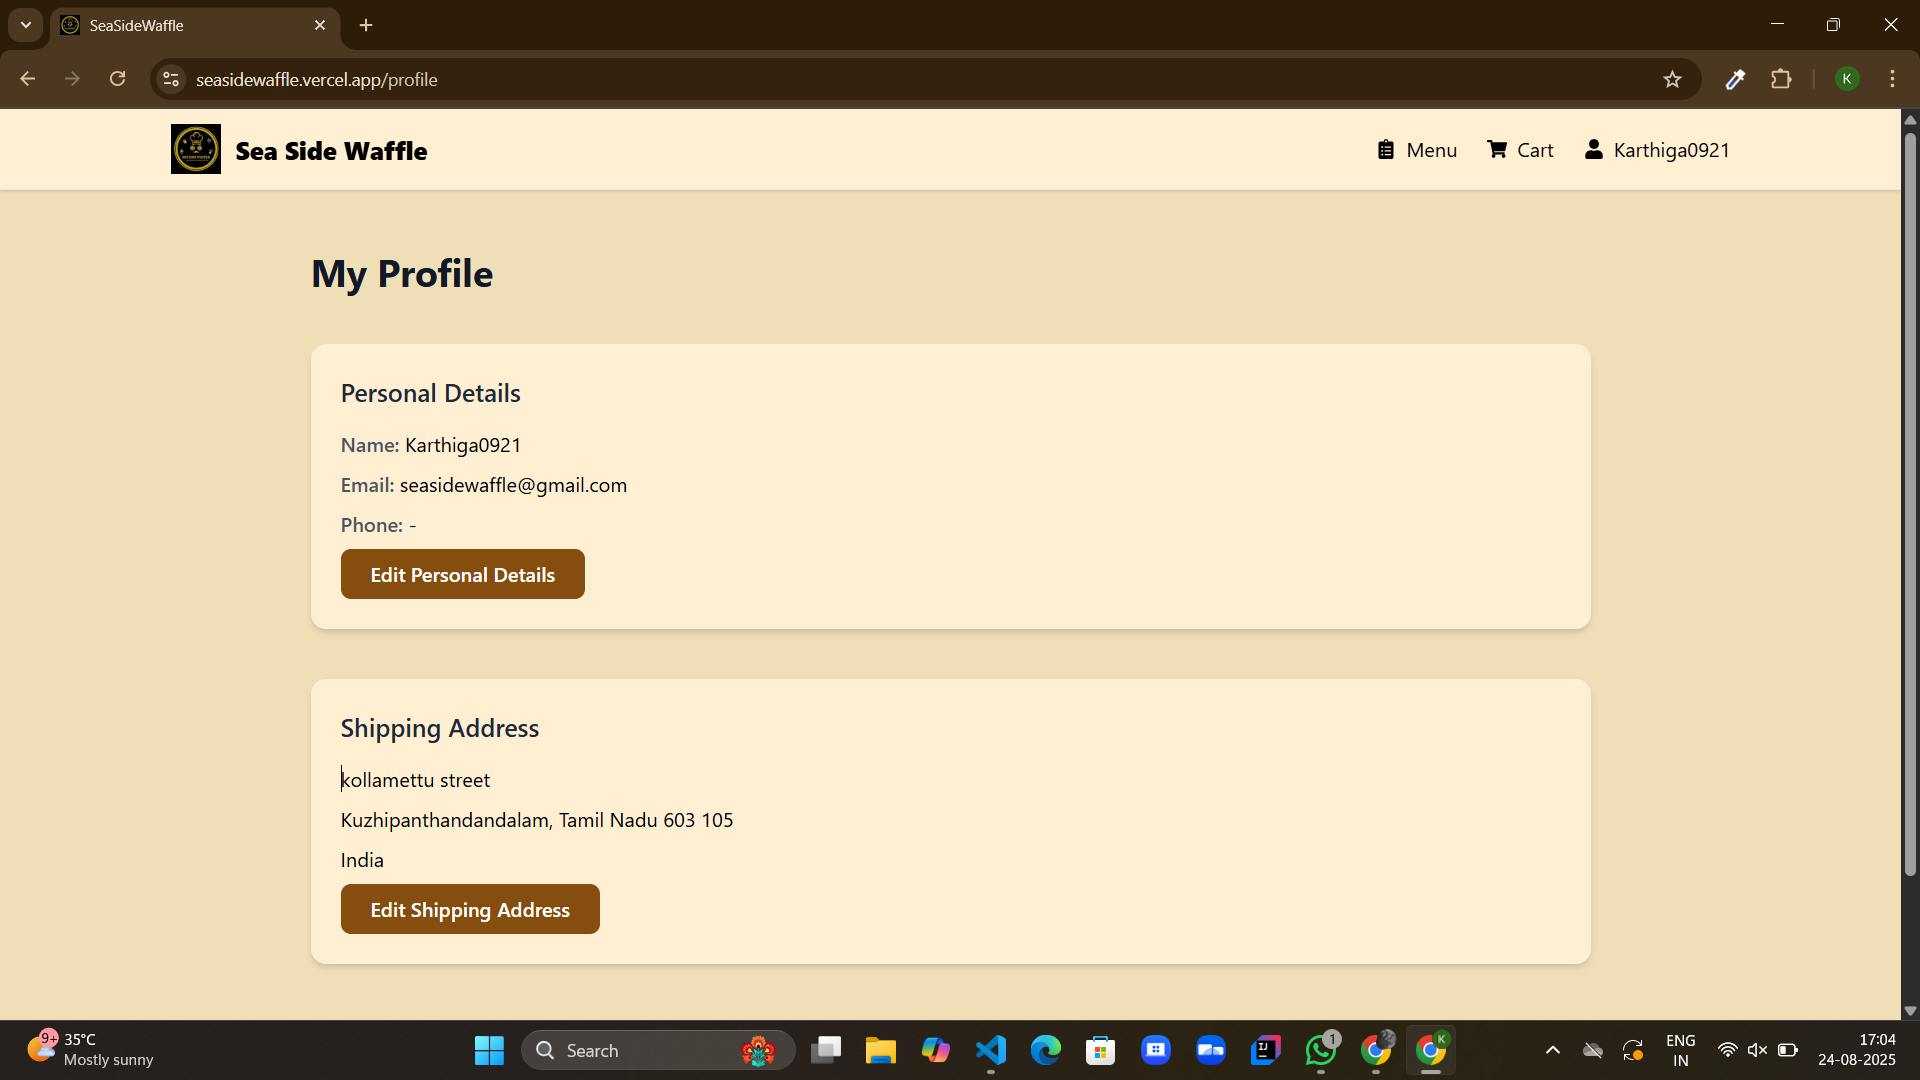 SeaSideWaffle
seasidewaffle.vercel.app/profile
K
Sea Side Waffle
Menu
Cart
Karthiga0921
My Profile
Personal Details
Name: Karthiga0921
Email: seasidewaffle@gmail.com
Phone: -
Edit Personal Details
Shipping Address
kollamettu street
Kuzhipanthandandalam, Tamil Nadu 603 105
India
Edit Shipping Address
9+
35°C
Mostly sunny
Search
1
K
ENG
IN
17:04
24-08-2025